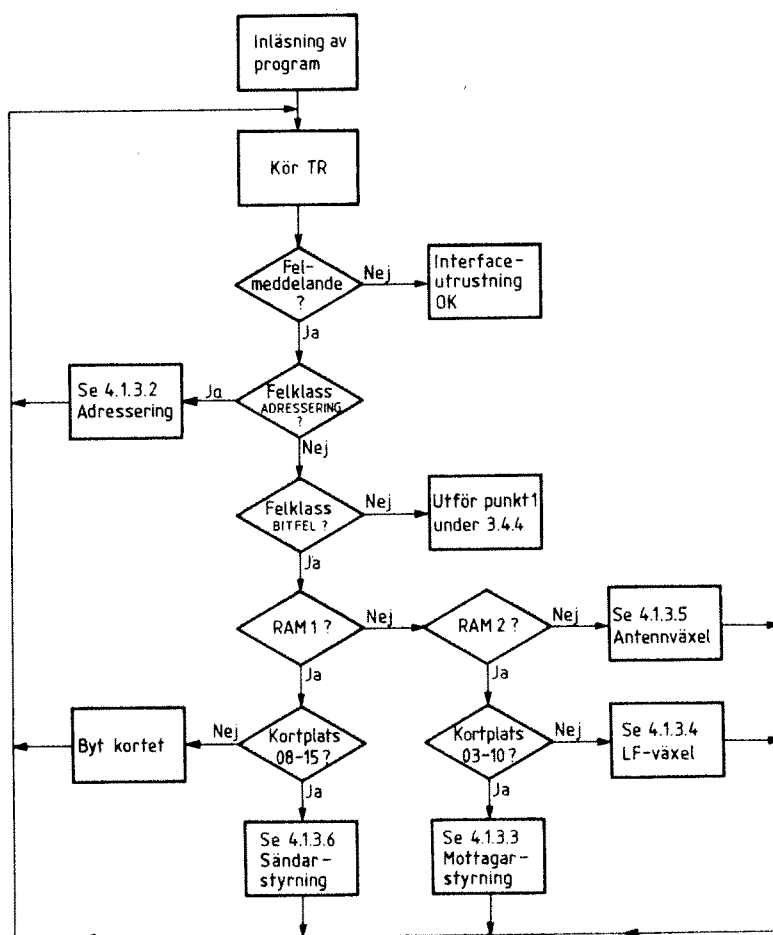 Inläsning av
program
Kör TR
Fel-
meddelande
?
Nej
Interface-
utrustning
OK
Ja
Se 4.1.3.2
Adressering
Ja
Felklass
ADRESSERING
?
Nej
Felklass
BITFEL ?
Nej
Utför punkt 1
under 3.4.4
Ja
RAM 1 ?
Nej
RAM 2 ?
Nej
Se 4.1.3.5
Antennväxel
Ja
Ja
Byt kortet
Nej
Kortplats
08-15 ?
Kortplats
03-10 ?
Nej
Se 4.1.3.4
LF-växel
Ja
Ja
Se 4.1.3.6
Sändar-
styrning
Se 4.1.3.3
Mottagar-
styrning